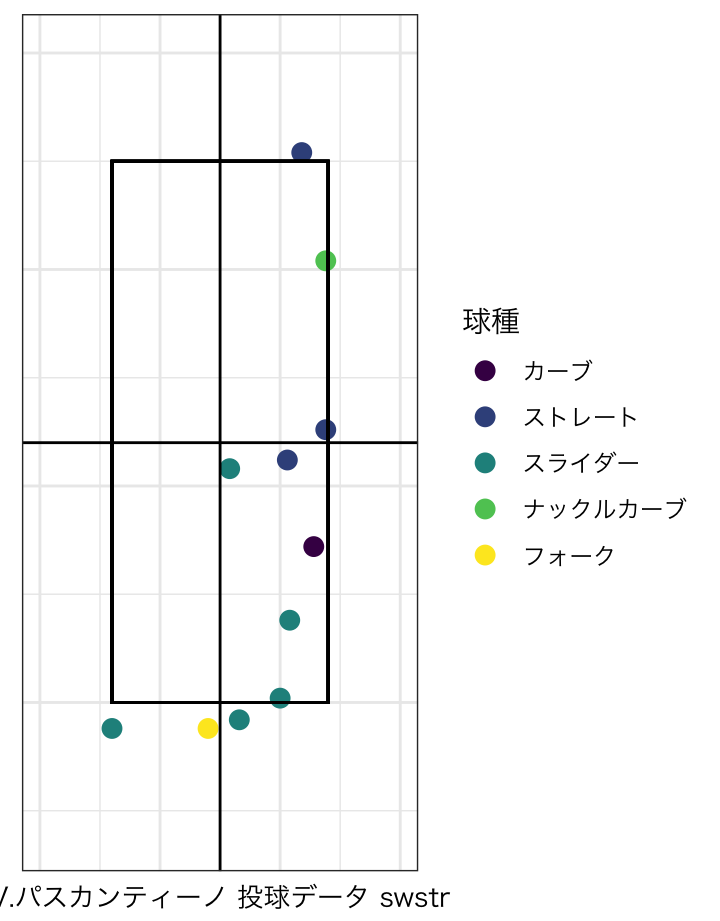 球種
カーブ
ストレート
スライダー
ナックルカーブ
フォーク
V.パスカンティーノ 投球データ swstr